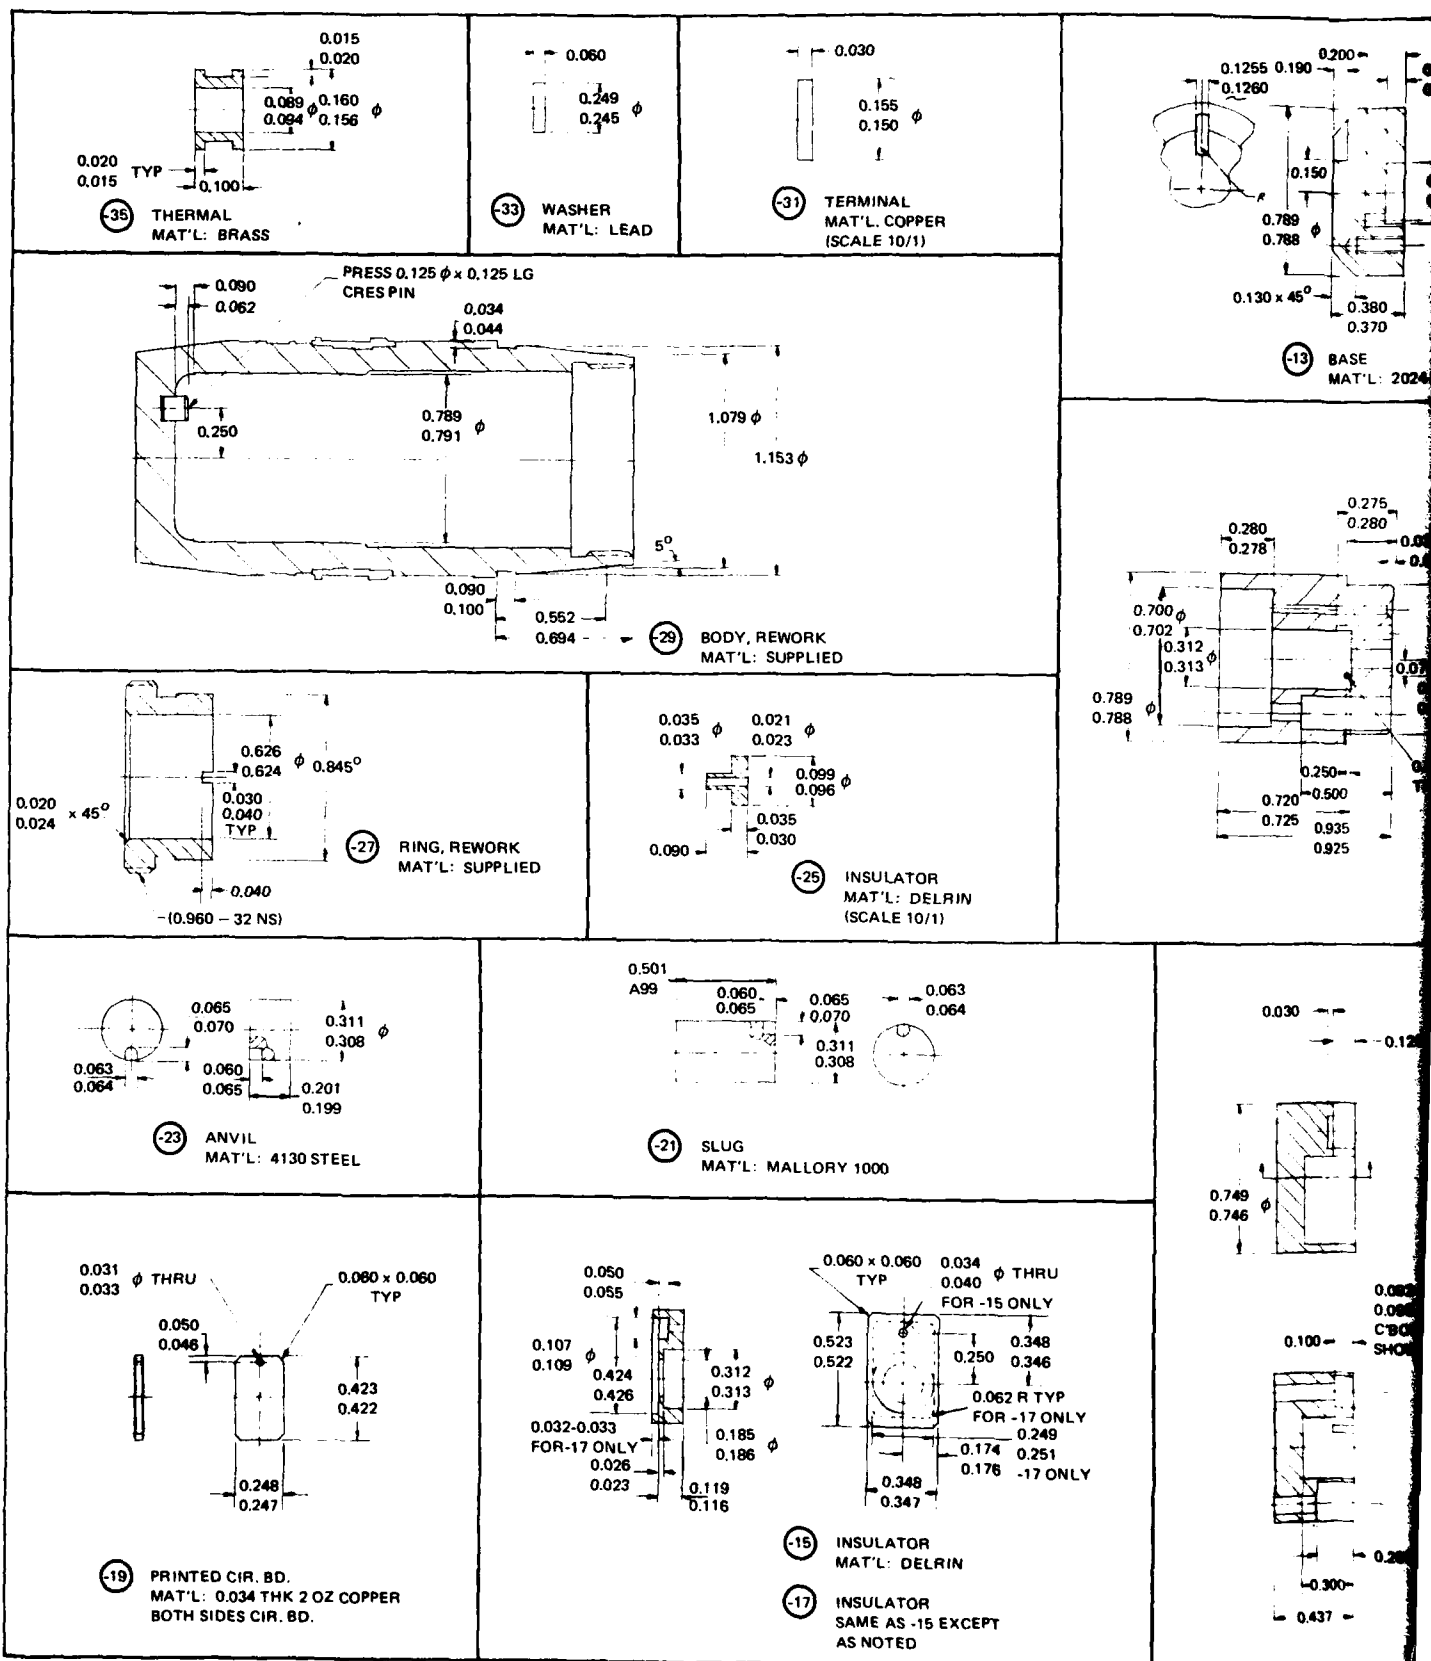 0.015
0.020
0.089
0.094 φ
0.160
0.156 φ
0.020
0.015 TYP
0.100
-35 THERMAL
MAT'L: BRASS
0.060
0.249
0.245 φ
-33 WASHER
MAT'L: LEAD
0.030
0.155
0.150 φ
-31 TERMINAL
MAT'L. COPPER
(SCALE 10/1)
0.200
0.1255
0.1260
0.190
0.150
R
0.789
0.788 φ
0.130 x 45°
0.380
0.370
-13 BASE
MAT'L: 2024
0.090
0.062
PRESS 0.125 φ x 0.125 LG
CRES PIN
0.034
0.044
0.250
0.789
0.791 φ
1.079 φ
1.153 φ
5°
0.090
0.100
0.552
0.694
-29 BODY, REWORK
MAT'L: SUPPLIED
0.275
0.280
0.280
0.278
0.700
0.702 φ
0.312
0.313 φ
0.07
0.789
0.788 φ
0.250
0.500
0.720
0.725
0.935
0.925
0.626
0.624 φ
0.845°
0.030
0.040
TYP
0.020
0.024 x 45°
0.040
(0.960 – 32 NS)
-27 RING, REWORK
MAT'L: SUPPLIED
0.035
0.033 φ
0.021
0.023 φ
0.099
0.096 φ
0.035
0.030
0.090
-25 INSULATOR
MAT'L: DELRIN
(SCALE 10/1)
0.065
0.070
0.311
0.308 φ
0.063
0.064
0.060
0.065
0.201
0.199
-23 ANVIL
MAT'L: 4130 STEEL
0.501
A99
0.060
0.065
0.065
0.070
0.063
0.064
0.311
0.308
-21 SLUG
MAT'L: MALLORY 1000
0.030
0.12
0.749
0.746 φ
C'BO
SHO
0.100
0.300
0.437
0.031
0.033 φ THRU
0.060 x 0.060
TYP
0.050
0.046
0.423
0.422
0.248
0.247
-19 PRINTED CIR. BD.
MAT'L: 0.034 THK 2 OZ COPPER
BOTH SIDES CIR. BD.
0.050
0.055
0.107
0.109 φ
0.424
0.426
0.312
0.313 φ
0.032-0.033
FOR-17 ONLY
0.026
0.023
0.185
0.186 φ
0.119
0.116
0.060 x 0.060
TYP
0.034
0.040 φ THRU
FOR -15 ONLY
0.523
0.522
0.250
0.348
0.346
0.062 R TYP
FOR -17 ONLY
0.249
0.251
-17 ONLY
0.174
0.176
0.348
0.347
-15 INSULATOR
MAT'L: DELRIN
-17 INSULATOR
SAME AS -15 EXCEPT
AS NOTED